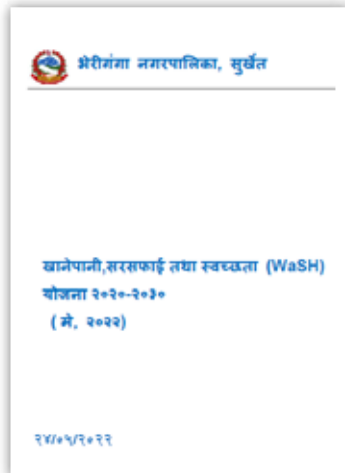 भेरीगंगा नगरपालिका, सुर्खेत
खानेपानी,सरसफाई तथा स्वच्छता (WaSH)
योजना २०२०-२०३०
( मे, २०२२)
२४/०५/२०२२